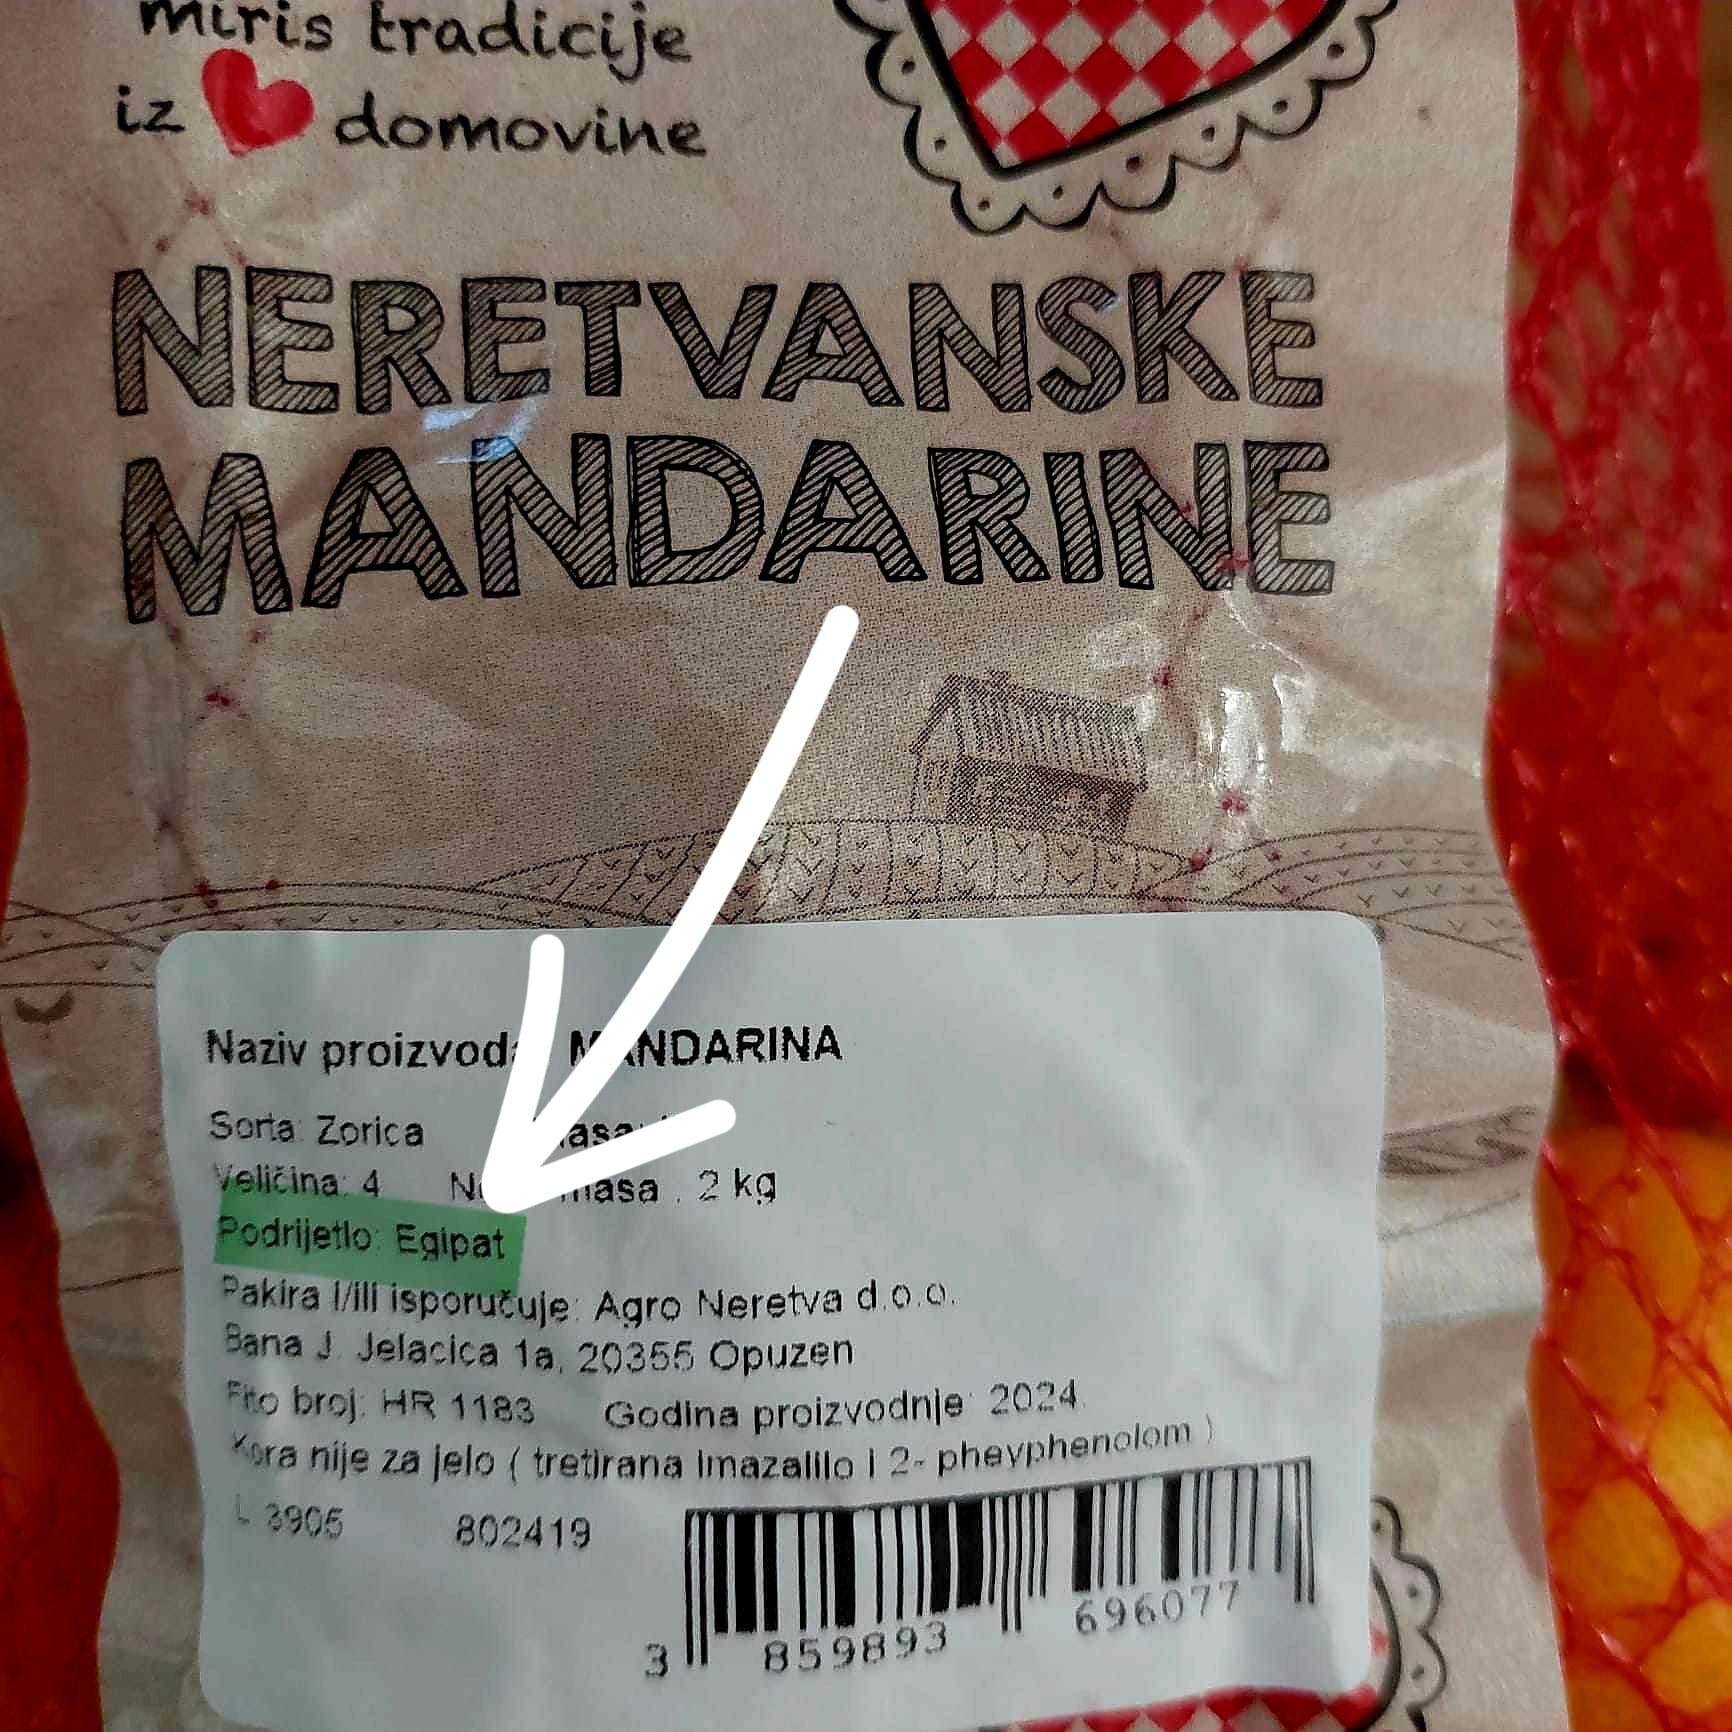 miris tradicije
iz domovine
NERETVANSKE
MANDARINE
Naziv proizvoda MANDARINA
Sorta: Zorica
Veličina: 4 masa . 2 kg
Podrijetlo: Egipat
Pakira I/ili isporučuje: Agro Neretva d.o.o.
Bana J. Jelacica 1a, 20355 Opuzen
Fito broj: HR 1183 Godina proizvodnje: 2024.
Kora nije za jelo ( tretirana Imazalilo I 2- phevphenolom )
L 3905 802419
3 859893 696077